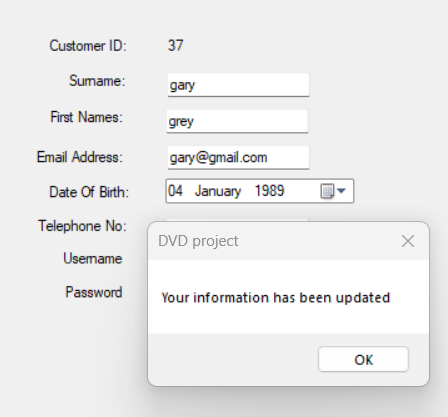 Customer ID: 37
Surname: gary
First Names: grey
Email Address: gary@gmail.com
Date Of Birth: 04 January 1989
Telephone No:
Username
Password
DVD project
Your information has been updated
OK